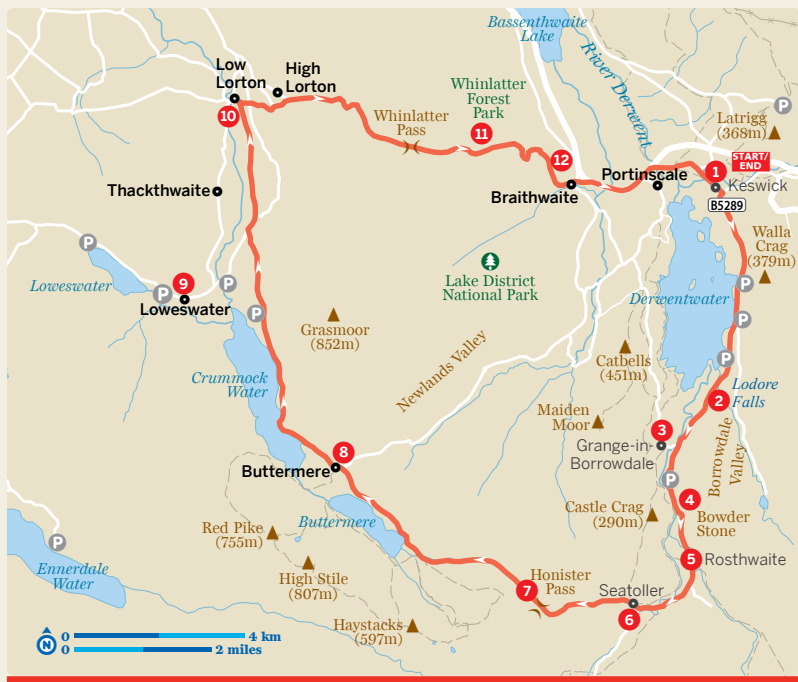 Bassenthwaite
Lake
River Derwent
Low
Lorton
High
Lorton
10
Whinlatter
Pass
Whinlatter
Forest
Park
11
12
Braithwaite
Portinscale
P
Latrigg
(368m)
START/
END
1
Keswick
B5289
Thackthwaite
Walla
Crag
(379m)
P
9
P
P
Loweswater
Loweswater
P
Lake District
National Park
Derwentwater
P
P
P
Grasmoor
(852m)
Crummock
Water
Newlands Valley
Catbells
(451m)
Lodore
Falls
2
Maiden
Moor
3
Grange-in-
Borrowdale
Borrowdale
Valley
8
Buttermere
P
4
Bowder
Stone
Castle Crag
(290m)
Buttermere
Red Pike
(755m)
P
Ennerdale
Water
High Stile
(807m)
5
Rosthwaite
Honister
Pass
7
Seatoller
6
Haystacks
(597m)
N
0 4 km
0 2 miles